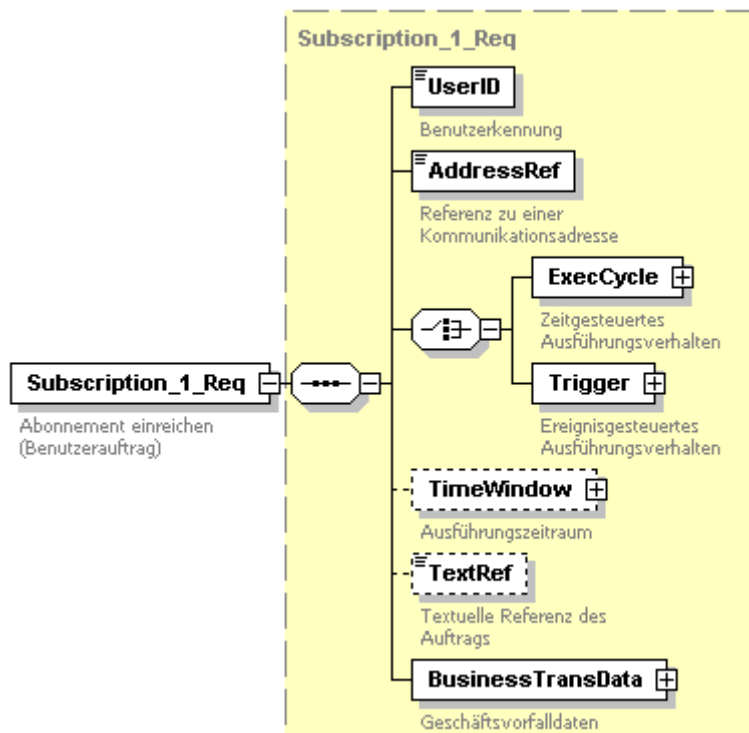 Subscription_1_Req
UserID
Benutzerkennung
AddressRef
Referenz zu einer
Kommunikationsadresse
ExecCycle
Zeitgesteuertes
Ausführungsverhalten
Subscription_1_Req
Abonnement einreichen
(Benutzerauftrag)
Trigger
Ereignisgesteuertes
Ausführungsverhalten
TimeWindow
Ausführungszeitraum
TextRef
Textuelle Referenz des
Auftrags
BusinessTransData
Geschäftsvorfalldaten